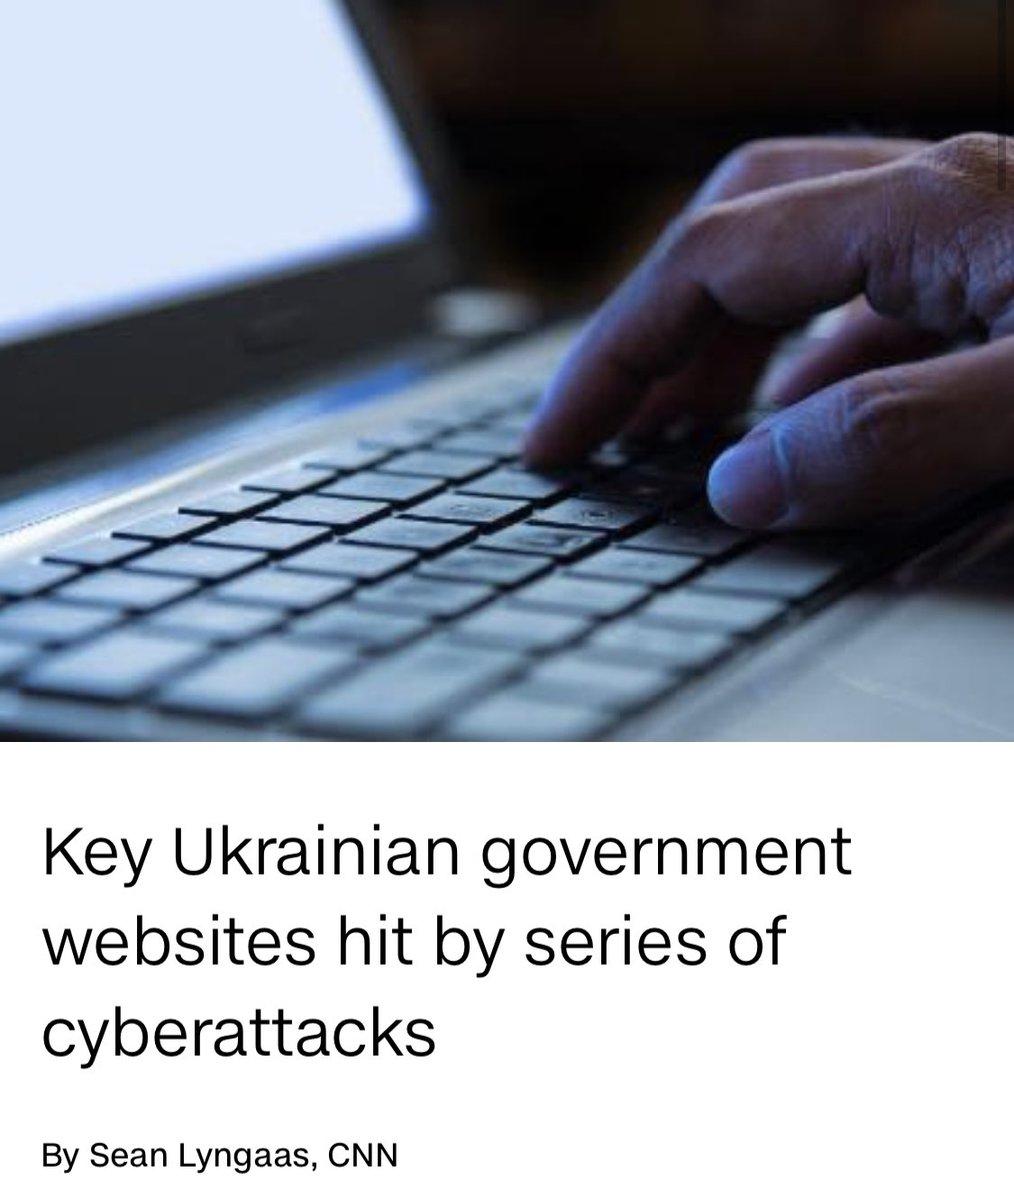 Key Ukrainian government
websites hit by series of
cyberattacks
By Sean Lyngaas, CNN